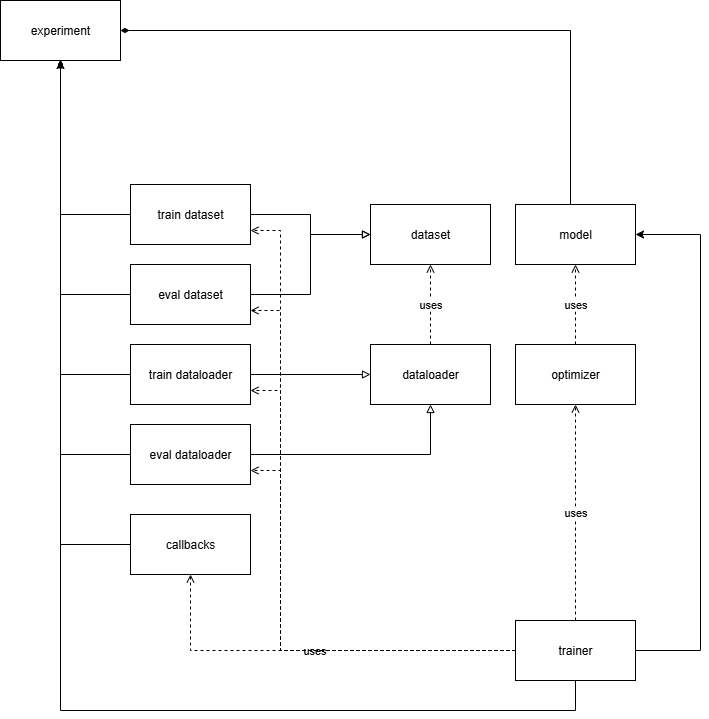 experiment
train dataset
dataset
model
eval dataset
uses
uses
train dataloader
dataloader
optimizer
eval dataloader
uses
callbacks
uses
trainer